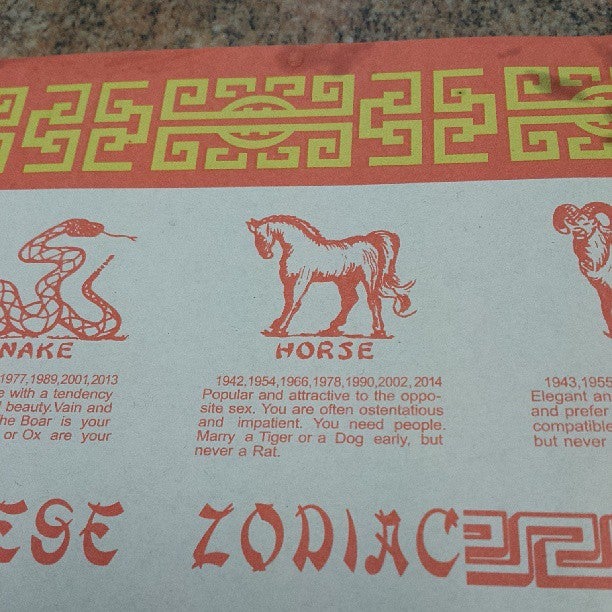 NAKE
1977,1989,2001,2013
e with a tendency
beauty.Vain and
he Boar is your
or Ox are your
HORSE
1942,1954,1966,1978,1990,2002, 2014
Popular and attractive to the oppo-
site sex. You are often ostentatious
and impatient. You need people.
Marry a Tiger or a Dog early, but
never a Rat.
1943,1955
Elegant an
and prefer
compatible
but never
ESE ZODIAC